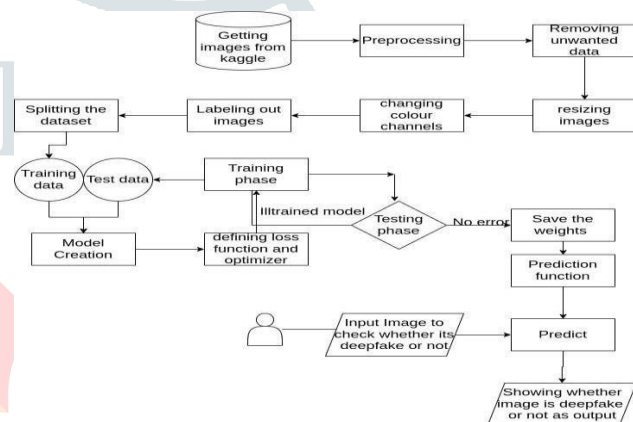 Getting
images from
kaggle
Preprocessing
Removing
unwanted
data
Splitting the
dataset
Labeling out
images
changing
colour
channels
resizing
images
Training
data
Test data
Training
phase
Illtrained model
Testing
phase
No error
Save the
weights
Model
Creation
defining loss
function and
optimizer
Prediction
function
Input Image to
check whether its
deepfake or not
Predict
Showing whether
image is deepfake
or not as output